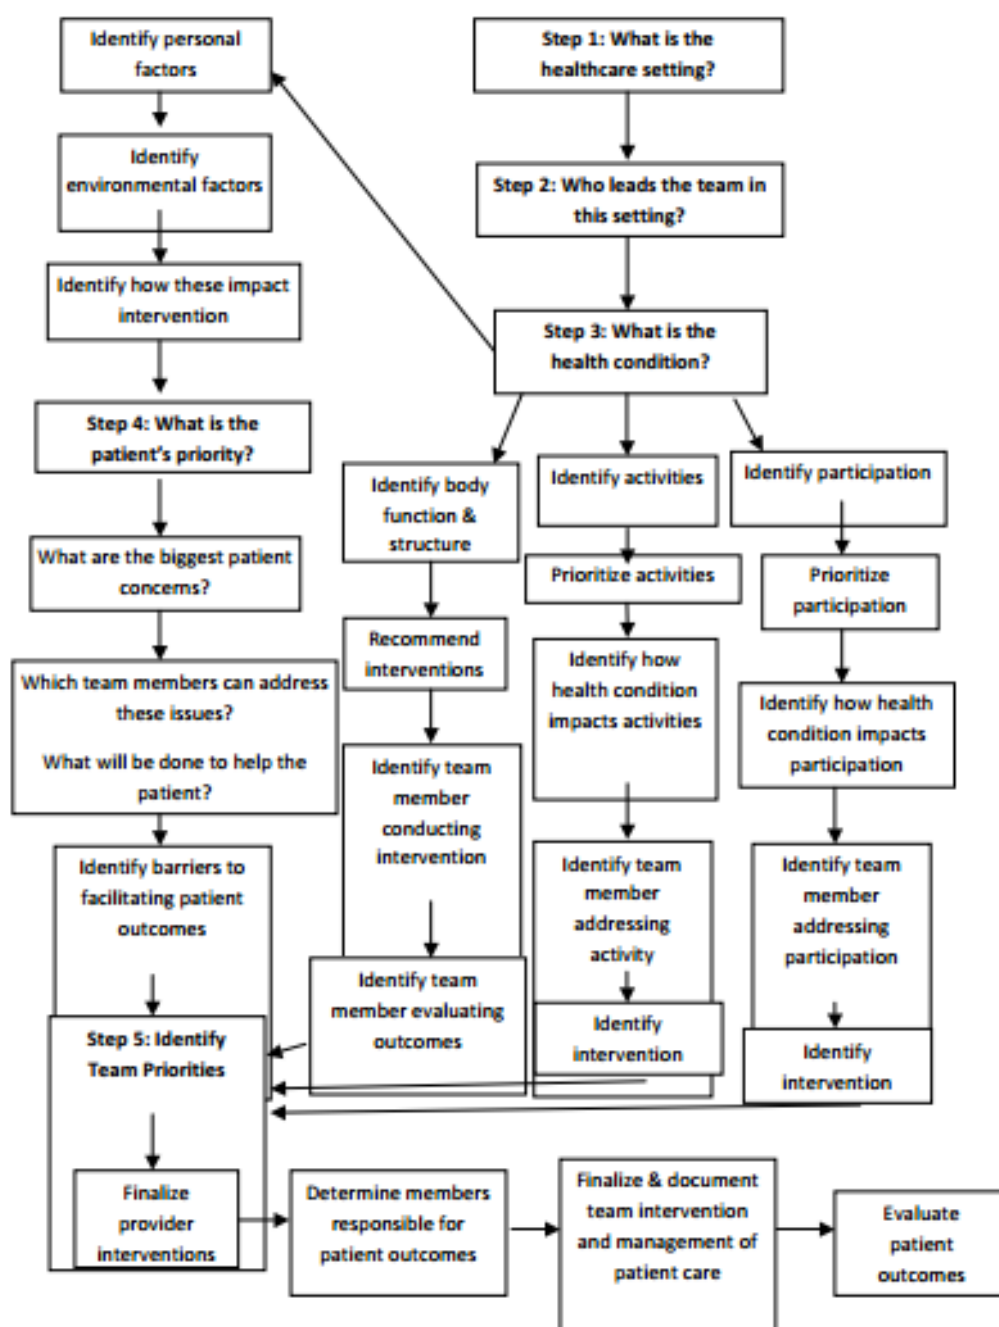 Identify personal
factors
Identify
environmental factors
Identify how these impact
intervention
Step 4: What is the
patient's priority?
What are the biggest patient
concerns?
Which team members can address
these issues?
What will be done to help the
patient?
Identify barriers to
facilitating patient
outcomes
Step 5: Identify
Team Priorities
Finalize
provider
interventions
Step 1: What is the
healthcare setting?
Step 2: Who leads the team in
this setting?
Step 3: What is the
health condition?
Identify body
function &
structure
Recommend
interventions
Identify team
member
conducting
intervention
Identify team
member evaluating
outcomes
Identify activities
Prioritize activities
Identify how
health condition
impacts activities
Identify team
member
addressing
activity
Identify
intervention
Identify participation
Prioritize
participation
Identify how health
condition impacts
participation
Identify team
member
addressing
participation
Identify
intervention
Determine members
responsible for
patient outcomes
Finalize & document
team intervention
and management of
patient care
Evaluate
patient
outcomes